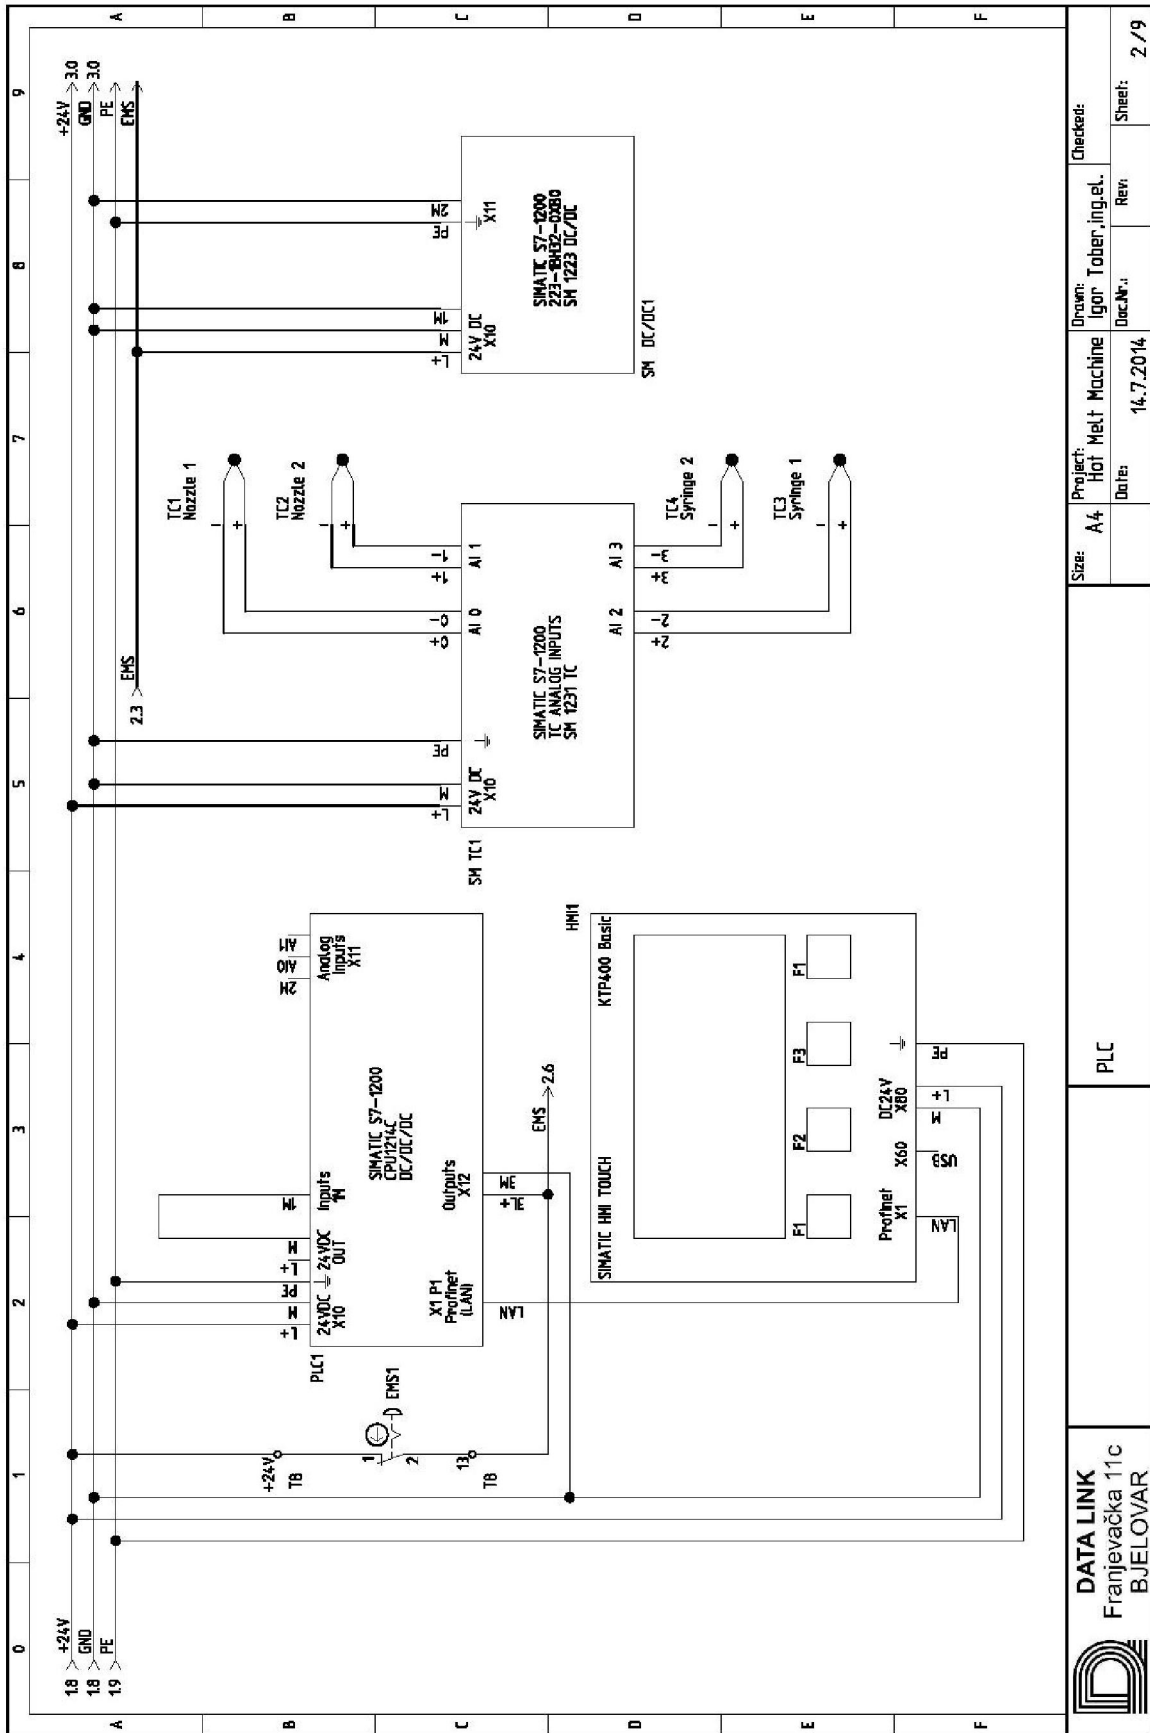 0 1 2 3 4 5 6 7 8 9
A
B
C
D
E
F
A
B
C
D
E
F
1.8 +24V
1.8 GND
1.9 PE
+24V 3.0
GND 3.0
PE
EMS
2.3 EMS
+24V
T8
1
2
EMS1
13
T8
EMS 2.6
PLC1
L+ M PE L+ M 1M
24VDC
X10
24VDC
OUT
Inputs
1M
2M AI0 AI1
Analog
Inputs
X11
SIMATIC S7-1200
CPU1214C
DC/DC/DC
X1 P1
Profinet
(LAN)
Outputs
X12
LAN
3L+ 3M
HMI1
SIMATIC HMI TOUCH
KTP400 Basic
F1 F2 F3 F1
Profinet
X1
X60
DC24V
X80
LAN USB M L+ PE
SM TC1
L+ M PE 0+ 0- 1+ 1-
24V DC
X10
AI 0 AI 1
SIMATIC S7-1200
TC ANALOG INPUTS
SM 1231 TC
AI 2 AI 3
2+ 2- 3+ 3-
TC1
Nozzle 1
- +
TC2
Nozzle 2
- +
TC4
Syringe 2
- +
TC3
Syringe 1
- +
L+ M 1M PE 2M
24V DC
X10
X11
SIMATIC S7-1200
223-1BH32-0XB0
SM 1223 DC/DC
SM DC/DC1
DATA LINK
Franjevačka 11c
BJELOVAR
PLC
Size: A4
Project:
Hot Melt Machine
Date: 14.7.2014
Drawn:
Igor Tober,ing.el.
Doc.Nr.:
Rev:
Checked:
Sheet: 2/9